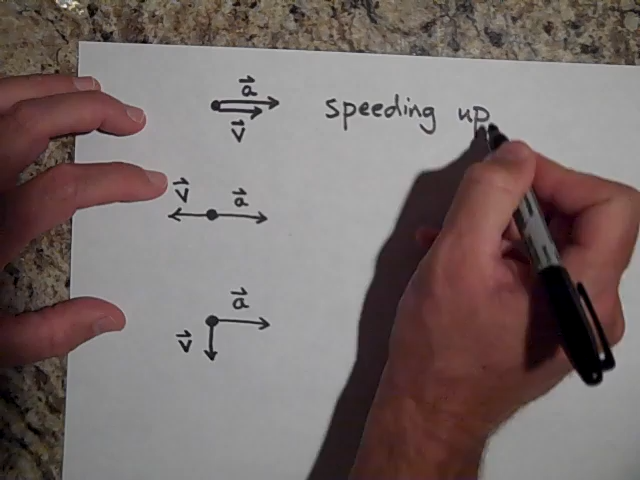 a⃗
speeding up
v⃗
v⃗ a⃗
a⃗
v⃗